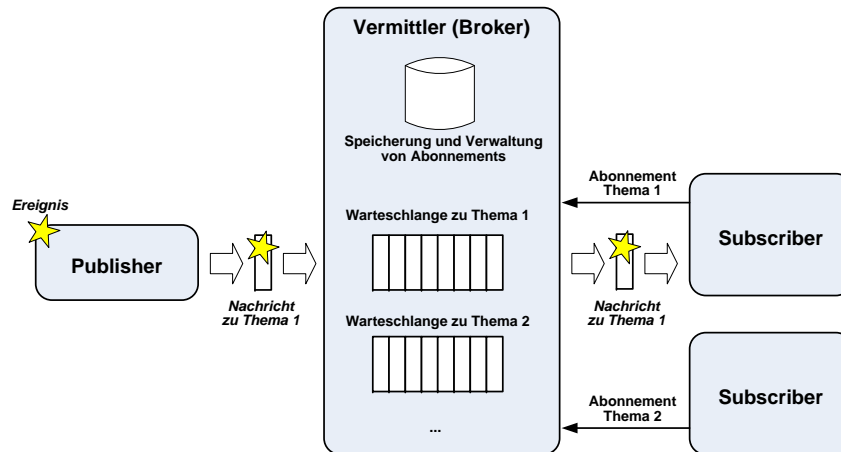 Vermittler (Broker)
Speicherung und Verwaltung
von Abonnements
Ereignis
Publisher
Nachricht
zu Thema 1
Warteschlange zu Thema 1
Warteschlange zu Thema 2
...
Abonnement
Thema 1
Subscriber
Nachricht
zu Thema 1
Abonnement
Thema 2
Subscriber